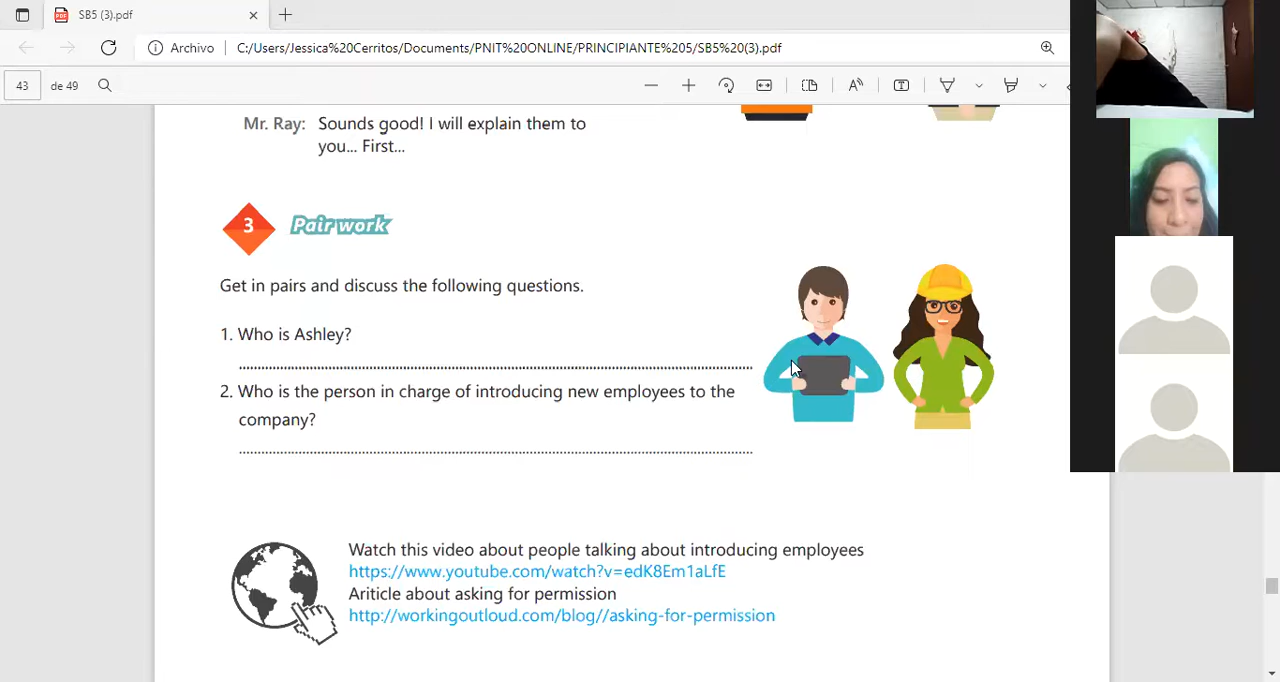 SB5 (3).pdf
Archivo
C:/Users/Jessica%20Cerritos/Documents/PNIT%20ONLINE/PRINCIPIANTE%205/SB5%20(3).pdf
43 de 49
Mr. Ray: Sounds good! I will explain them to
you... First...
3 Pair work
Get in pairs and discuss the following questions.
1. Who is Ashley?
2. Who is the person in charge of introducing new employees to the
company?
Watch this video about people talking about introducing employees
https://www.youtube.com/watch?v=edK8Em1aLfE
Ariticle about asking for permission
http://workingoutloud.com/blog//asking-for-permission